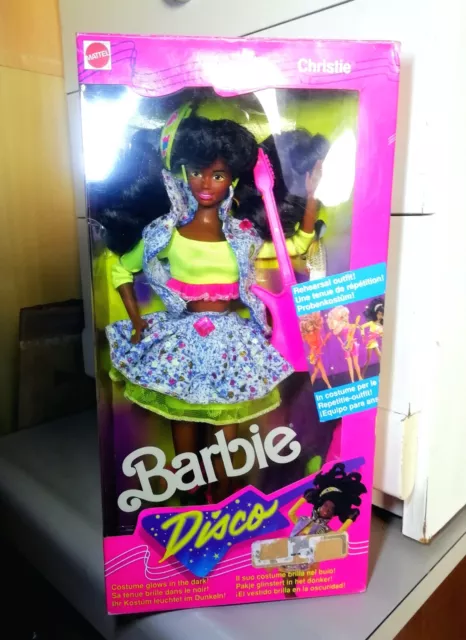 MATTEL
Christie
Rehearsal outfit!
Une tenue de répétition!
Probenkostüm!
In costume per le
Repetitie-outfit!
¡Equipo para ens
Barbie
Disco
Costume glows in the dark!
Sa tenue brille dans le noir!
Ihr Kostüm leuchtet im Dunkeln!
Il suo costume brilla nel buio!
Pakje glinstert in het donker!
¡El vestido brilla en la oscuridad!